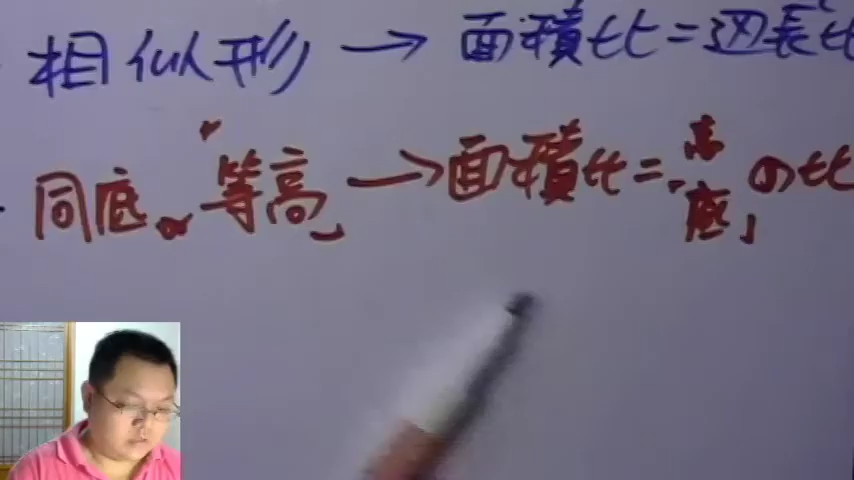 相似形 → 面積比=边長比
同底 or 等高 → 面積比= 高 底 の比